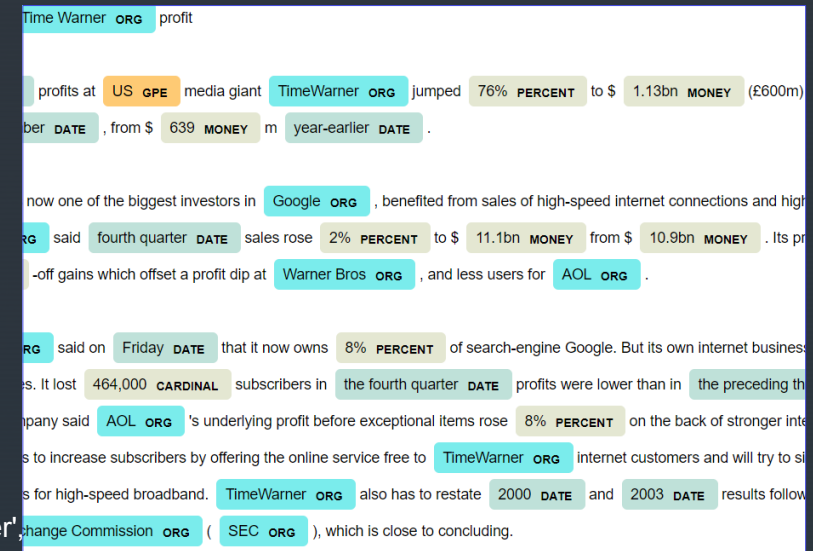 Time Warner ORG profit
profits at US GPE media giant TimeWarner ORG jumped 76% PERCENT to $ 1.13bn MONEY (£600m)
ber DATE , from $ 639 MONEY m year-earlier DATE .
now one of the biggest investors in Google ORG , benefited from sales of high-speed internet connections and high
RG said fourth quarter DATE sales rose 2% PERCENT to $ 11.1bn MONEY from $ 10.9bn MONEY . Its pr
-off gains which offset a profit dip at Warner Bros ORG , and less users for AOL ORG .
RG said on Friday DATE that it now owns 8% PERCENT of search-engine Google. But its own internet business
es. It lost 464,000 CARDINAL subscribers in the fourth quarter DATE profits were lower than in the preceding th
mpany said AOL ORG 's underlying profit before exceptional items rose 8% PERCENT on the back of stronger inte
s to increase subscribers by offering the online service free to TimeWarner ORG internet customers and will try to si
s for high-speed broadband. TimeWarner ORG also has to restate 2000 DATE and 2003 DATE results follow
er', change Commission ORG ( SEC ORG ), which is close to concluding.